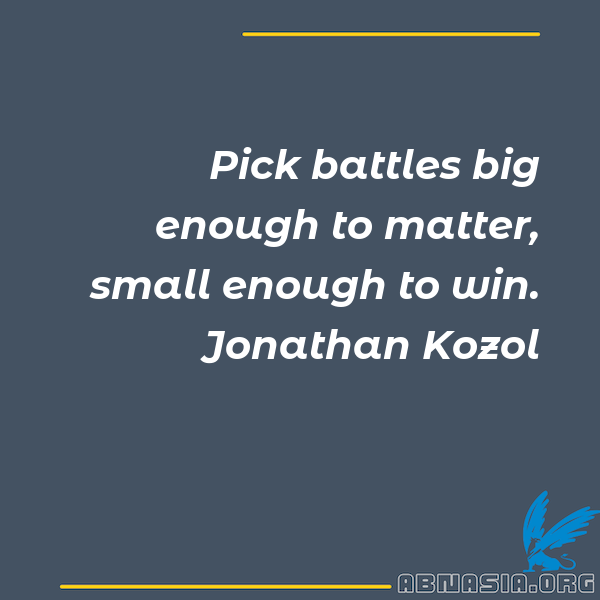 Pick battles big
enough to matter,
small enough to win.
Jonathan Kozol
ABNASIA.ORG